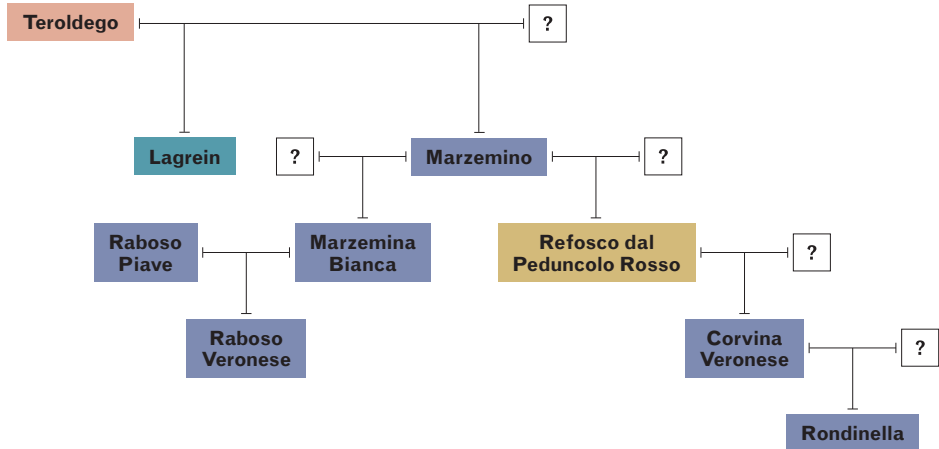 Teroldego
?
Lagrein
?
Marzemino
?
Raboso
Piave
Marzemina
Bianca
Refosco dal
Peduncolo Rosso
?
Raboso
Veronese
Corvina
Veronese
?
Rondinella